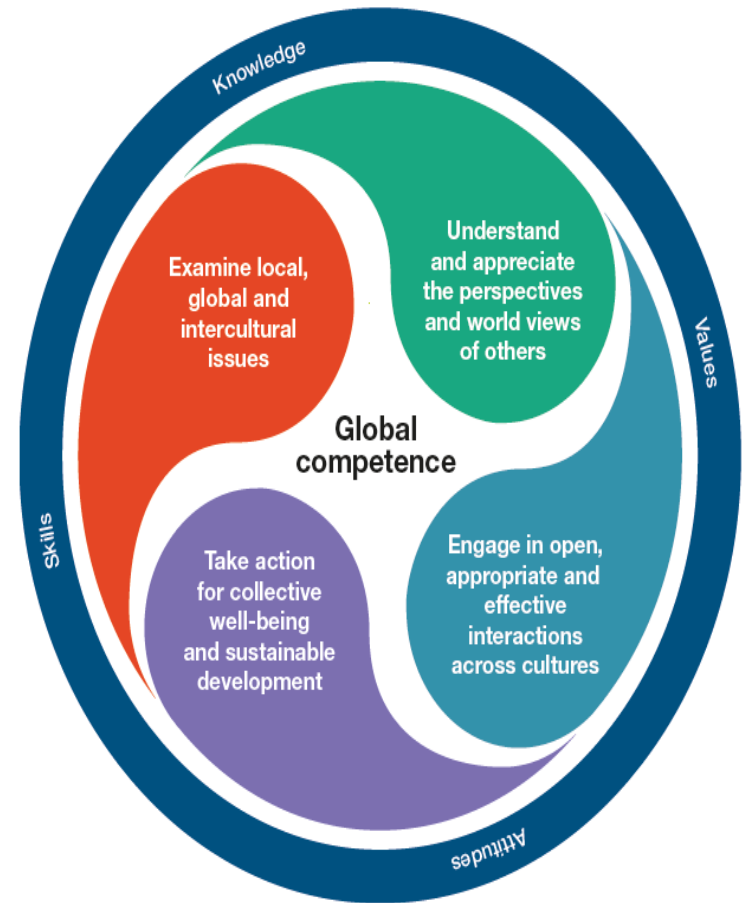 Knowledge
Examine local,
global and
intercultural
issues
Understand
and appreciate
the perspectives
and world views
of others
Values
Global
competence
Skills
Take action
for collective
well-being
and sustainable
development
Engage in open,
appropriate and
effective
interactions
across cultures
Attitudes